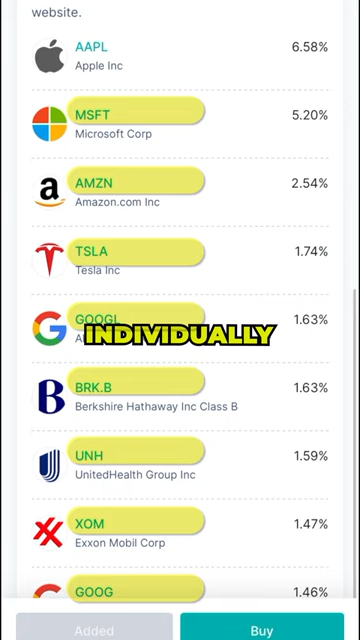 website.
AAPL 6.58%
Apple Inc
MSFT 5.20%
Microsoft Corp
AMZN 2.54%
Amazon.com Inc
TSLA 1.74%
Tesla Inc
GOOGL 1.63%
INDIVIDUALLY
BRK.B 1.63%
Berkshire Hathaway Inc Class B
UNH 1.59%
UnitedHealth Group Inc
XOM 1.47%
Exxon Mobil Corp
GOOG 1.46%
Added Buy